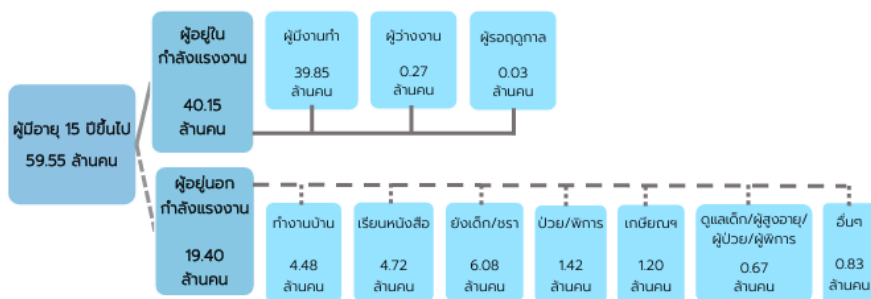 ผู้มีอายุ 15 ปีขึ้นไป
59.55 ล้านคน
ผู้อยู่ใน
กำลังแรงงาน
40.15
ล้านคน
ผู้มีงานทำ
39.85
ล้านคน
ผู้ว่างงาน
0.27
ล้านคน
ผู้รอฤดูกาล
0.03
ล้านคน
ผู้อยู่นอก
กำลังแรงงาน
19.40
ล้านคน
ทำงานบ้าน
4.48
ล้านคน
เรียนหนังสือ
4.72
ล้านคน
ยังเด็ก/ชรา
6.08
ล้านคน
ป่วย/พิการ
1.42
ล้านคน
เกษียณฯ
1.20
ล้านคน
ดูแลเด็ก/ผู้สูงอายุ/
ผู้ป่วย/ผู้พิการ
0.67
ล้านคน
อื่นๆ
0.83
ล้านคน